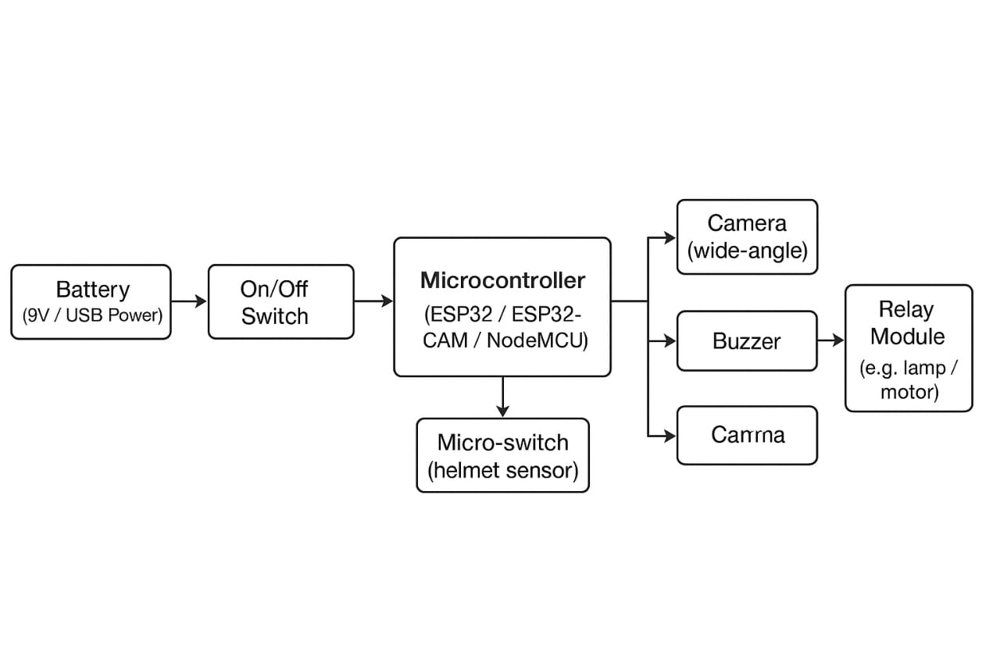 Battery
(9V / USB Power)
On/Off
Switch
Microcontroller
(ESP32 / ESP32-
CAM / NodeMCU)
Micro-switch
(helmet sensor)
Camera
(wide-angle)
Buzzer
Relay
Module
(e.g. lamp /
motor)